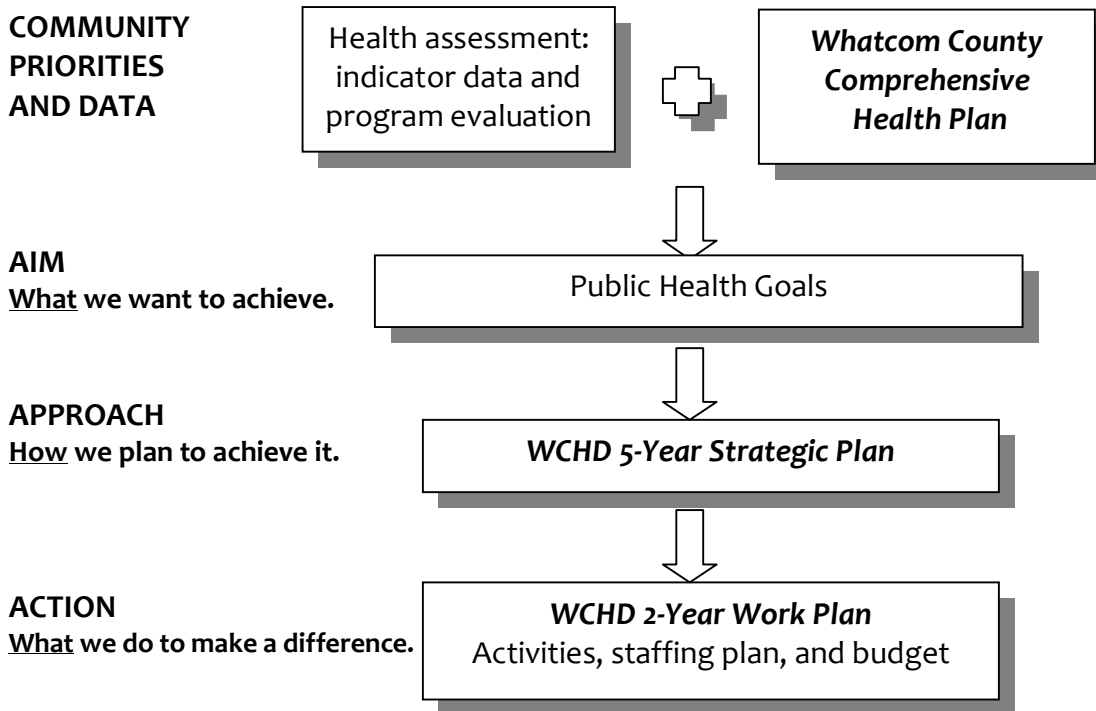 COMMUNITY
PRIORITIES
AND DATA
Health assessment:
indicator data and
program evaluation
Whatcom County
Comprehensive
Health Plan
AIM
What we want to achieve.
Public Health Goals
APPROACH
How we plan to achieve it.
WCHD 5-Year Strategic Plan
ACTION
What we do to make a difference.
WCHD 2-Year Work Plan
Activities, staffing plan, and budget